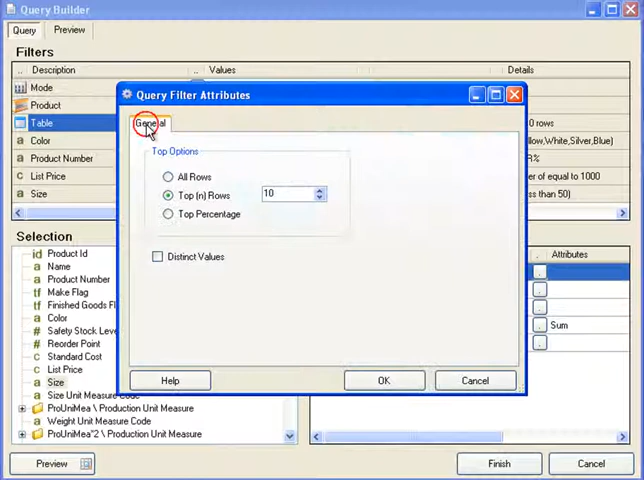 Query Builder
Query Preview
Filters
.. Description .. Values Details
Mode
Product
Table 0 rows
a Color low,White,Silver,Blue)
a Product Number R%
c List Price er of equal to 1000
a Size ss than 50)
Query Filter Attributes
General
Top Options
All Rows
Top (n) Rows 10
Top Percentage
Distinct Values
Help OK Cancel
Selection
id Product Id
a Name
a Product Number
tf Make Flag
tf Finished Goods Fl
a Color
# Safety Stock Leve
# Reorder Point
c Standard Cost
c List Price
a Size
a Size Unit Measure Code
ProUniMea \ Production Unit Measure
a Weight Unit Measure Code
ProUniMea^2 \ Production Unit Measure
. Attributes
Sum
Preview Finish Cancel